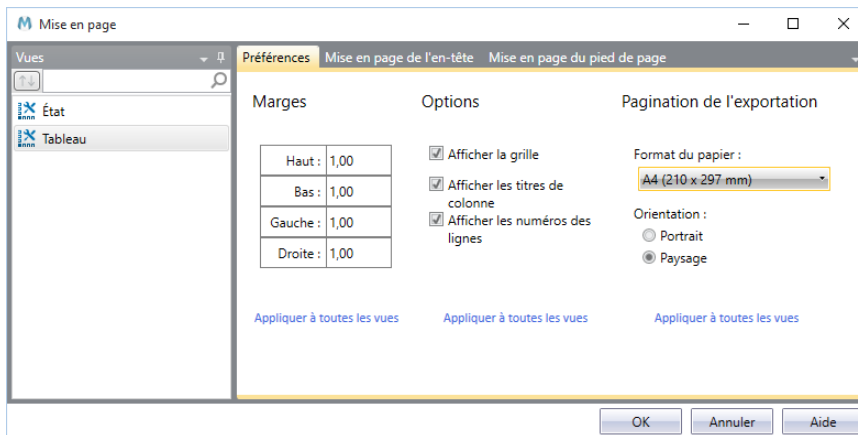 Mise en page
Vues
Préférences Mise en page de l'en-tête Mise en page du pied de page
État
Tableau
Marges
Haut : 1,00
Bas : 1,00
Gauche : 1,00
Droite : 1,00
Appliquer à toutes les vues
Options
Afficher la grille
Afficher les titres de
colonne
Afficher les numéros des
lignes
Appliquer à toutes les vues
Pagination de l'exportation
Format du papier :
A4 (210 x 297 mm)
Orientation :
Portrait
Paysage
Appliquer à toutes les vues
OK Annuler Aide